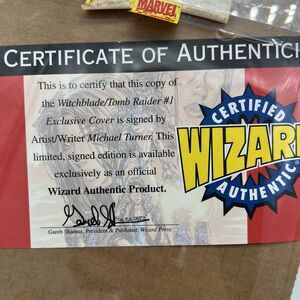 MARVEL
CERTIFICATE OF AUTHENTICI
This is to certify that this copy of
the Witchblade/Tomb Raider #1
Exclusive Cover is signed by
Artist/Writer Michael Turner. This
limited, signed edition is available
exclusively as an official
Wizard Authentic Product.
Gareb Shamus, President & Publisher, Wizard Press
CERTIFIED
WIZARD
AUTHENTIC